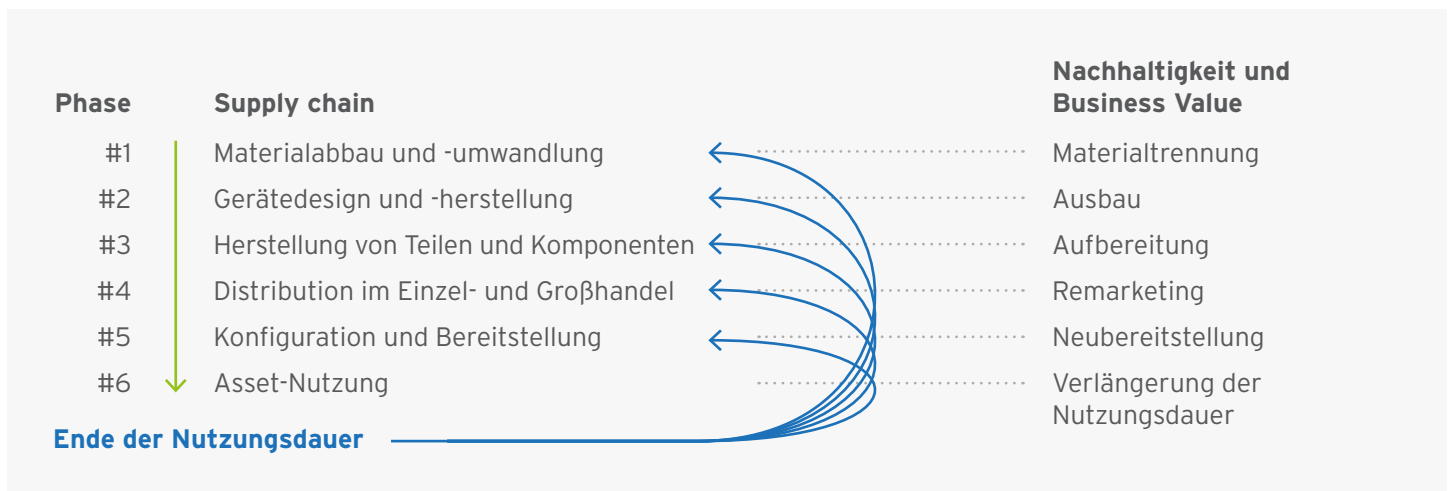 Phase Supply chain Nachhaltigkeit und
Business Value
#1 Materialabbau und -umwandlung Materialtrennung
#2 Gerätedesign und -herstellung Ausbau
#3 Herstellung von Teilen und Komponenten Aufbereitung
#4 Distribution im Einzel- und Großhandel Remarketing
#5 Konfiguration und Bereitstellung Neubereitstellung
#6 Asset-Nutzung Verlängerung der
Nutzungsdauer
Ende der Nutzungsdauer